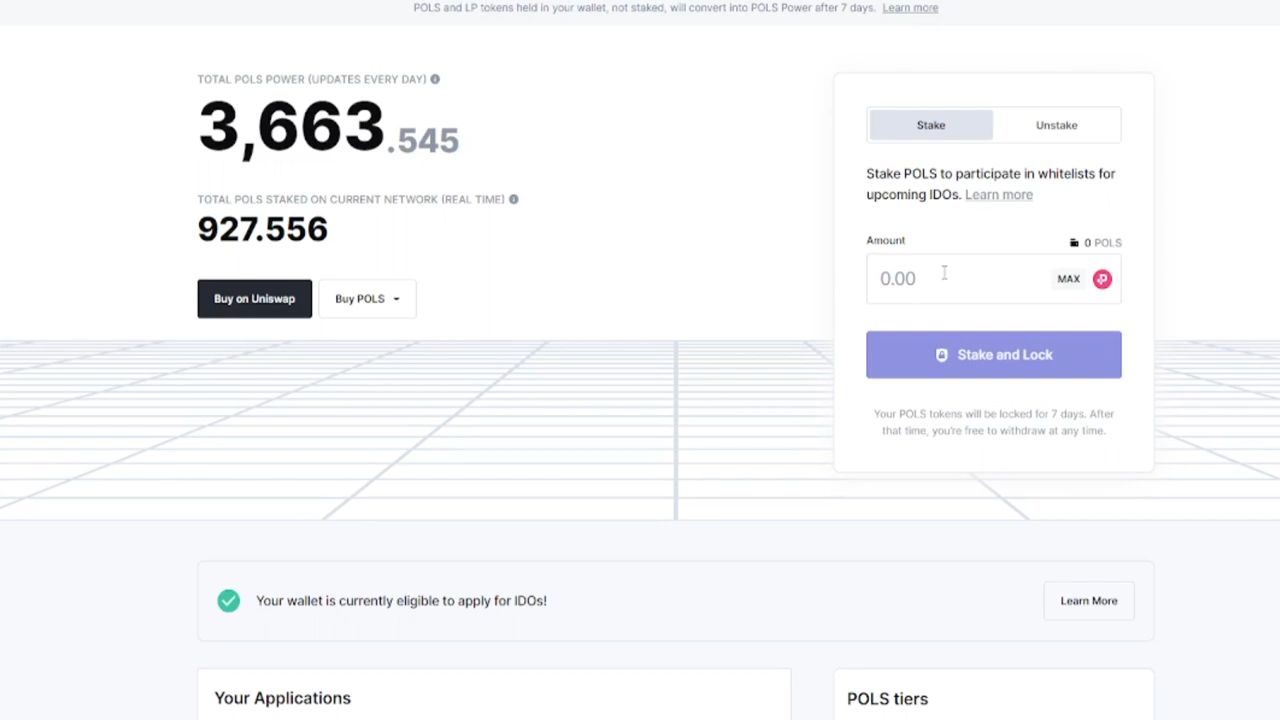 POLS and LP tokens held in your wallet, not staked, will convert into POLS Power after 7 days. Learn more
TOTAL POLS POWER (UPDATES EVERY DAY)
3,663.545
TOTAL POLS STAKED ON CURRENT NETWORK (REAL TIME)
927.556
Buy on Uniswap
Buy POLS
Stake
Unstake
Stake POLS to participate in whitelists for
upcoming IDOs. Learn more
Amount
0 POLS
0.00
MAX
Stake and Lock
Your POLS tokens will be locked for 7 days. After
that time, you're free to withdraw at any time.
Your wallet is currently eligible to apply for IDOs!
Learn More
Your Applications
POLS tiers